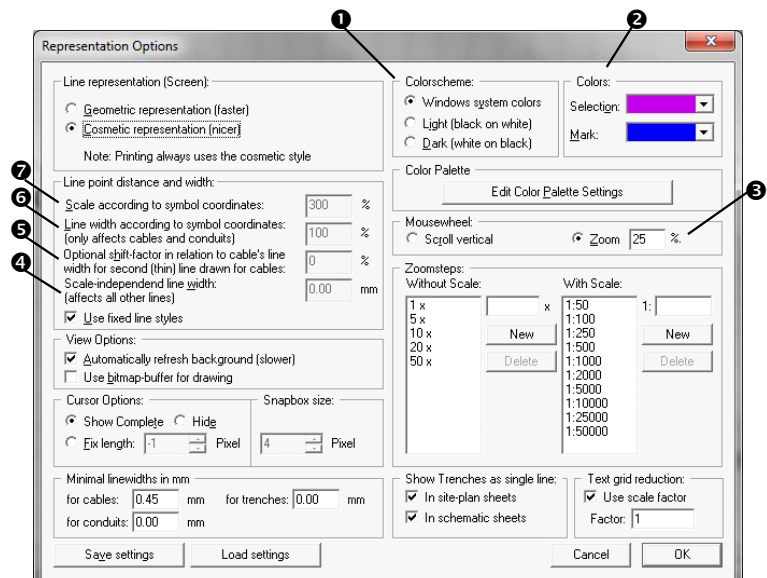 ❶
❷
Representation Options
Line representation (Screen):
Geometric representation (faster)
Cosmetic representation (nicer)
Note: Printing always uses the cosmetic style
❼
Line point distance and width:
Scale according to symbol coordinates: 300 %
❻
Line width according to symbol coordinates: 100 %
(only affects cables and conduits)
❺
Optional shift-factor in relation to cable's line 0 %
width for second (thin) line drawn for cables:
❹
Scale-independend line width: 0.00 mm
(affects all other lines)
Use fixed line styles
View Options:
Automatically refresh background (slower)
Use bitmap-buffer for drawing
Cursor Options:
Show Complete Hide
Fix length: -1 Pixel
Snapbox size:
4 Pixel
Minimal linewidths in mm
for cables: 0.45 mm for trenches: 0.00 mm
for conduits: 0.00 mm
Save settings Load settings
Colorscheme:
Windows system colors
Light (black on white)
Dark (white on black)
Colors:
Selection:
Mark:
Color Palette
Edit Color Palette Settings
❸
Mousewheel:
Scroll vertical Zoom 25 %.
Zoomsteps:
Without Scale:
1 x
5 x
10 x
20 x
50 x
x
New
Delete
With Scale:
1:50
1:100
1:250
1:500
1:1000
1:2000
1:5000
1:10000
1:25000
1:50000
1:
New
Delete
Show Trenches as single line:
In site-plan sheets
In schematic sheets
Text grid reduction:
Use scale factor
Factor: 1
Cancel OK